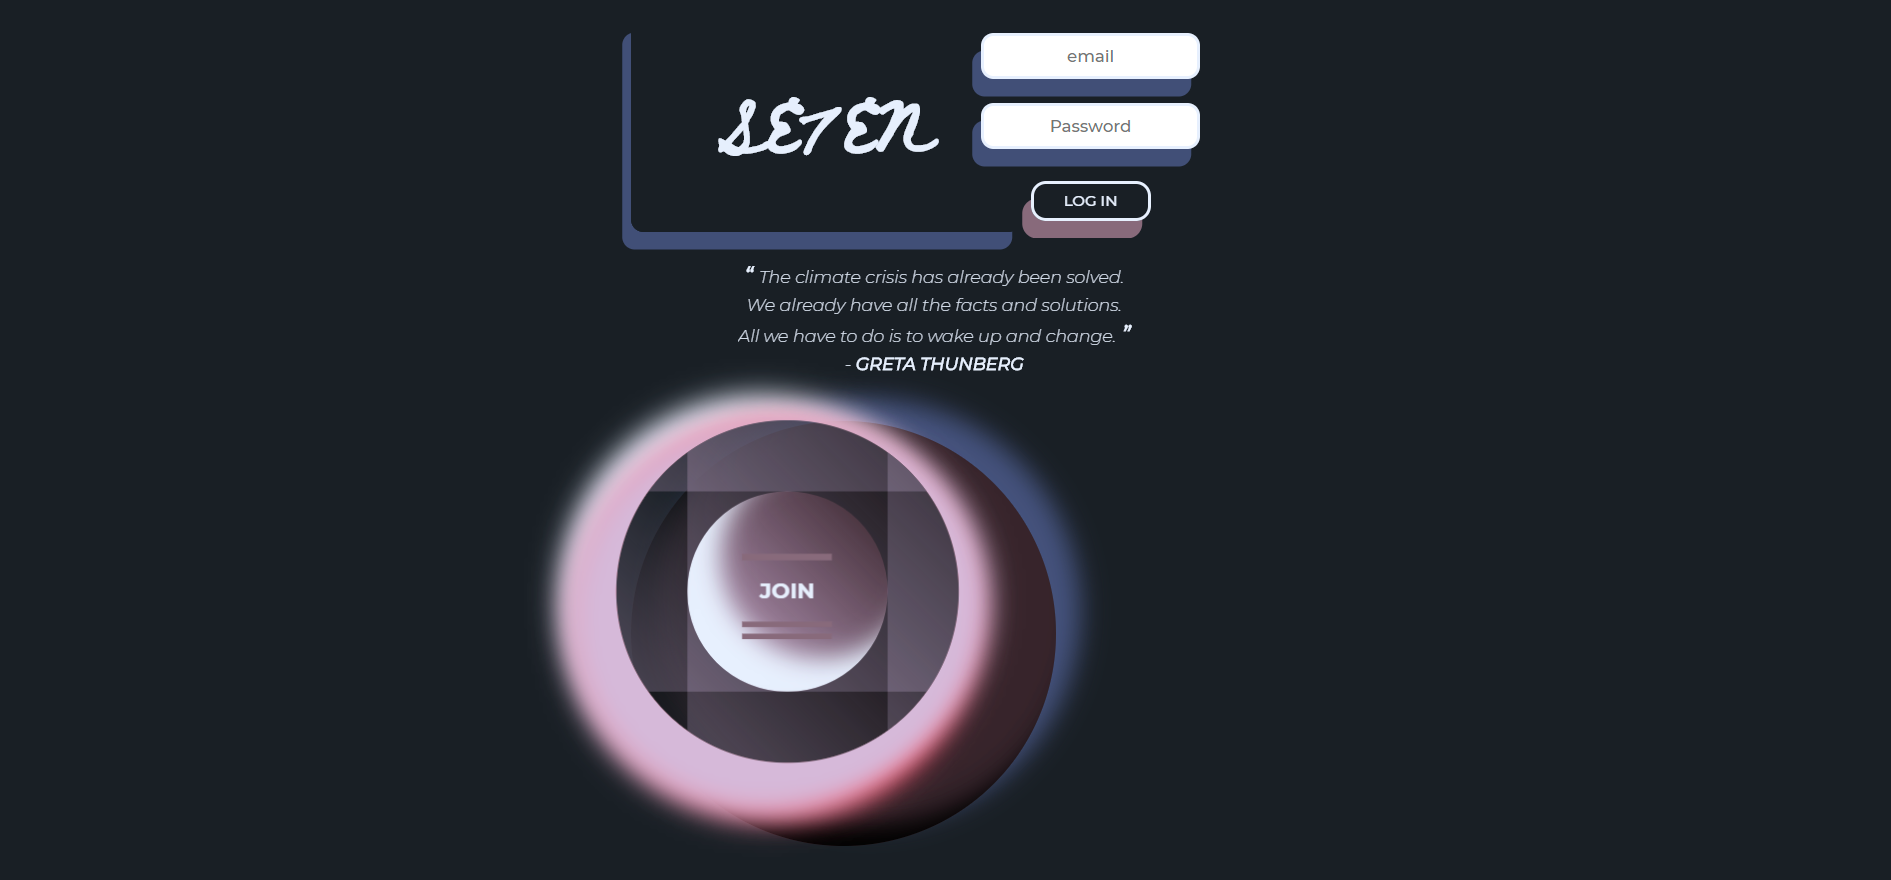 SE7EN
email
Password
LOG IN
“ The climate crisis has already been solved.
We already have all the facts and solutions.
All we have to do is to wake up and change. ”
- GRETA THUNBERG
JOIN